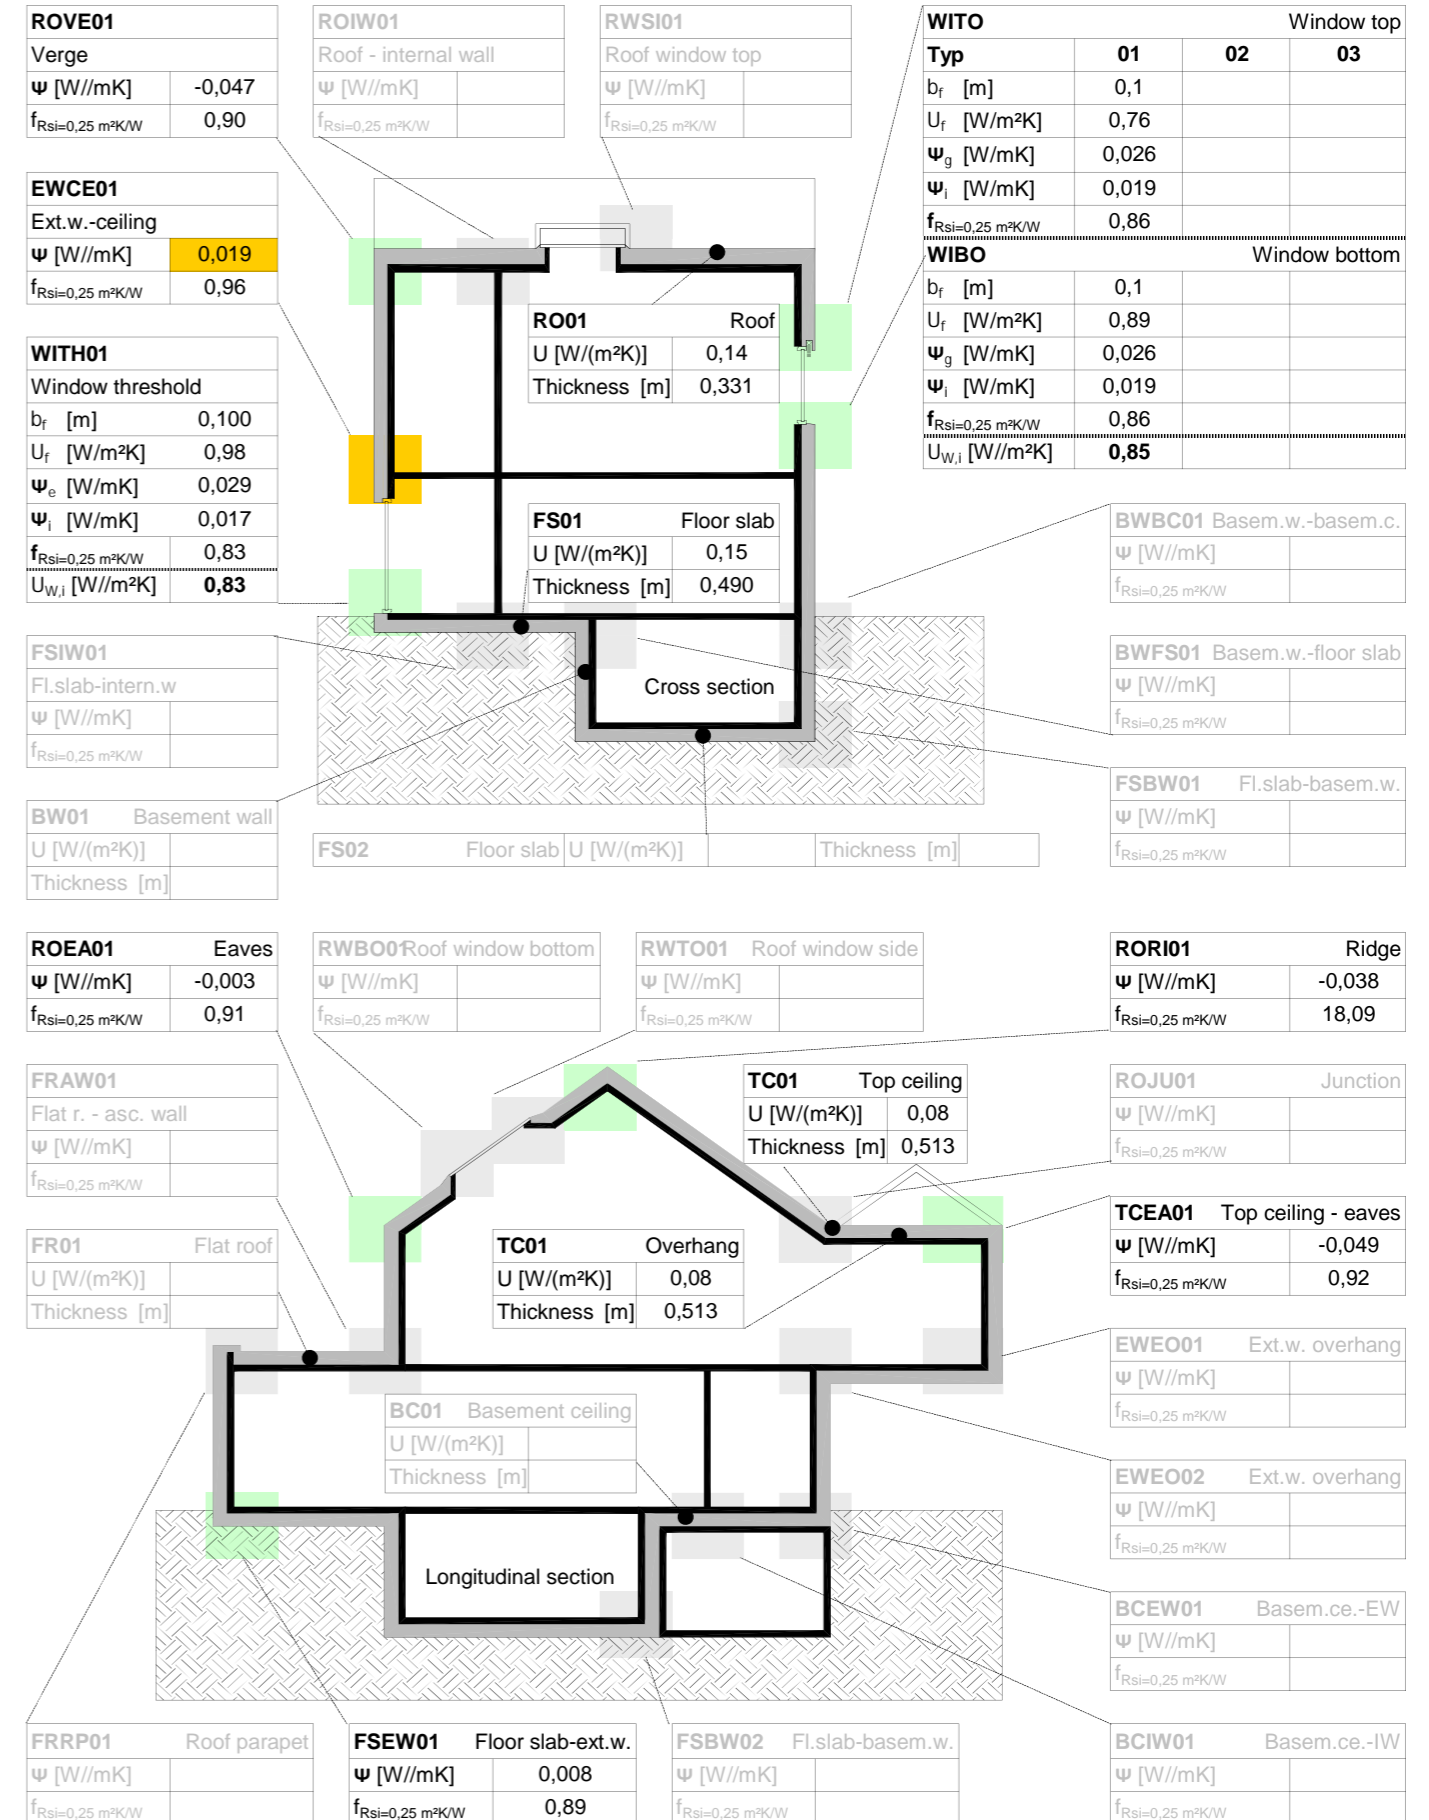 ROVE01
Verge
Ψ [W//mK] -0,047
fRsi=0,25 m²K/W 0,90
ROIW01
Roof - internal wall
Ψ [W//mK]
fRsi=0,25 m²K/W
RWSI01
Roof window top
Ψ [W//mK]
fRsi=0,25 m²K/W
WITO Window top
Typ 01 02 03
bf [m] 0,1
Uf [W/m²K] 0,76
Ψg [W/mK] 0,026
Ψi [W/mK] 0,019
fRsi=0,25 m²K/W 0,86
WIBO Window bottom
bf [m] 0,1
Uf [W/m²K] 0,89
Ψg [W/mK] 0,026
Ψi [W/mK] 0,019
fRsi=0,25 m²K/W 0,86
UW,i [W//m²K] 0,85
EWCE01
Ext.w.-ceiling
Ψ [W//mK] 0,019
fRsi=0,25 m²K/W 0,96
RO01 Roof
U [W/(m²K)] 0,14
Thickness [m] 0,331
WITH01
Window threshold
bf [m] 0,100
Uf [W/m²K] 0,98
Ψe [W/mK] 0,029
Ψi [W/mK] 0,017
fRsi=0,25 m²K/W 0,83
UW,i [W//m²K] 0,83
FS01 Floor slab
U [W/(m²K)] 0,15
Thickness [m] 0,490
BWBC01 Basem.w.-basem.c.
Ψ [W//mK]
fRsi=0,25 m²K/W
FSIW01
Fl.slab-intern.w
Ψ [W//mK]
fRsi=0,25 m²K/W
Cross section
BWFS01 Basem.w.-floor slab
Ψ [W//mK]
fRsi=0,25 m²K/W
FSBW01 Fl.slab-basem.w.
Ψ [W//mK]
fRsi=0,25 m²K/W
BW01 Basement wall
U [W/(m²K)]
Thickness [m]
FS02 Floor slab U [W/(m²K)] Thickness [m]
ROEA01 Eaves
Ψ [W//mK] -0,003
fRsi=0,25 m²K/W 0,91
RWBO01 Roof window bottom
Ψ [W//mK]
fRsi=0,25 m²K/W
RWTO01 Roof window side
Ψ [W//mK]
fRsi=0,25 m²K/W
RORI01 Ridge
Ψ [W//mK] -0,038
fRsi=0,25 m²K/W 18,09
FRAW01
Flat r. - asc. wall
Ψ [W//mK]
fRsi=0,25 m²K/W
TC01 Top ceiling
U [W/(m²K)] 0,08
Thickness [m] 0,513
ROJU01 Junction
Ψ [W//mK]
fRsi=0,25 m²K/W
FR01 Flat roof
U [W/(m²K)]
Thickness [m]
TC01 Overhang
U [W/(m²K)] 0,08
Thickness [m] 0,513
TCEA01 Top ceiling - eaves
Ψ [W//mK] -0,049
fRsi=0,25 m²K/W 0,92
EWEO01 Ext.w. overhang
Ψ [W//mK]
fRsi=0,25 m²K/W
BC01 Basement ceiling
U [W/(m²K)]
Thickness [m]
EWEO02 Ext.w. overhang
Ψ [W//mK]
fRsi=0,25 m²K/W
Longitudinal section
BCEW01 Basem.ce.-EW
Ψ [W//mK]
fRsi=0,25 m²K/W
FRRP01 Roof parapet
Ψ [W//mK]
fRsi=0,25 m²K/W
FSEW01 Floor slab-ext.w.
Ψ [W//mK] 0,008
fRsi=0,25 m²K/W 0,89
FSBW02 Fl.slab-basem.w.
Ψ [W//mK]
fRsi=0,25 m²K/W
BCIW01 Basem.ce.-IW
Ψ [W//mK]
fRsi=0,25 m²K/W